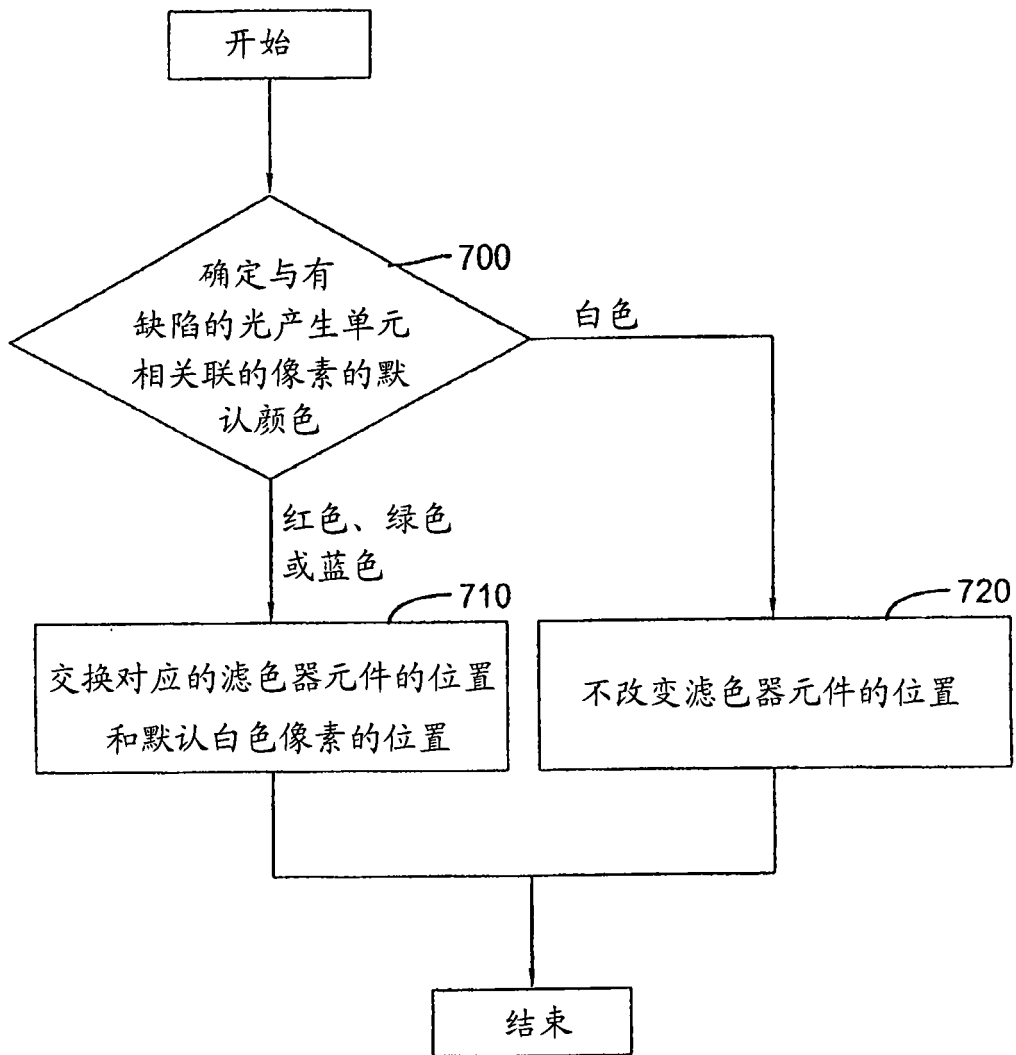 开始
700
确定与有
缺陷的光产生单元
相关联的像素的默
认颜色
白色
红色、绿色
或蓝色
710
交换对应的滤色器元件的位置
和默认白色像素的位置
720
不改变滤色器元件的位置
结束